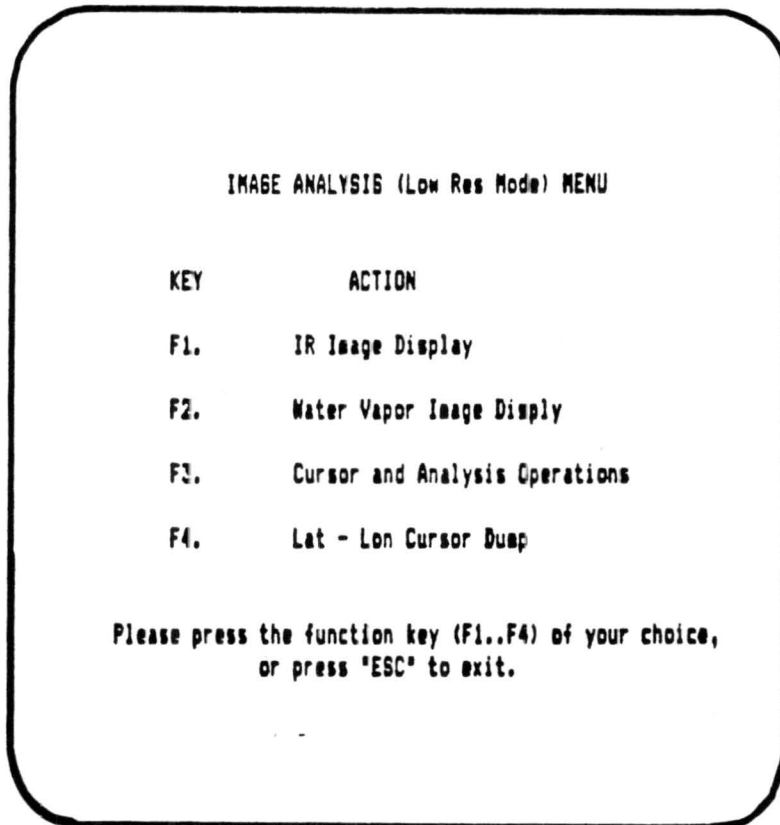 IMAGE ANALYSIS (Low Res Mode) MENU
KEY ACTION
F1. IR Image Display
F2. Water Vapor Image Disply
F3. Cursor and Analysis Operations
F4. Lat - Lon Cursor Dump
Please press the function key (F1..F4) of your choice,
or press "ESC" to exit.